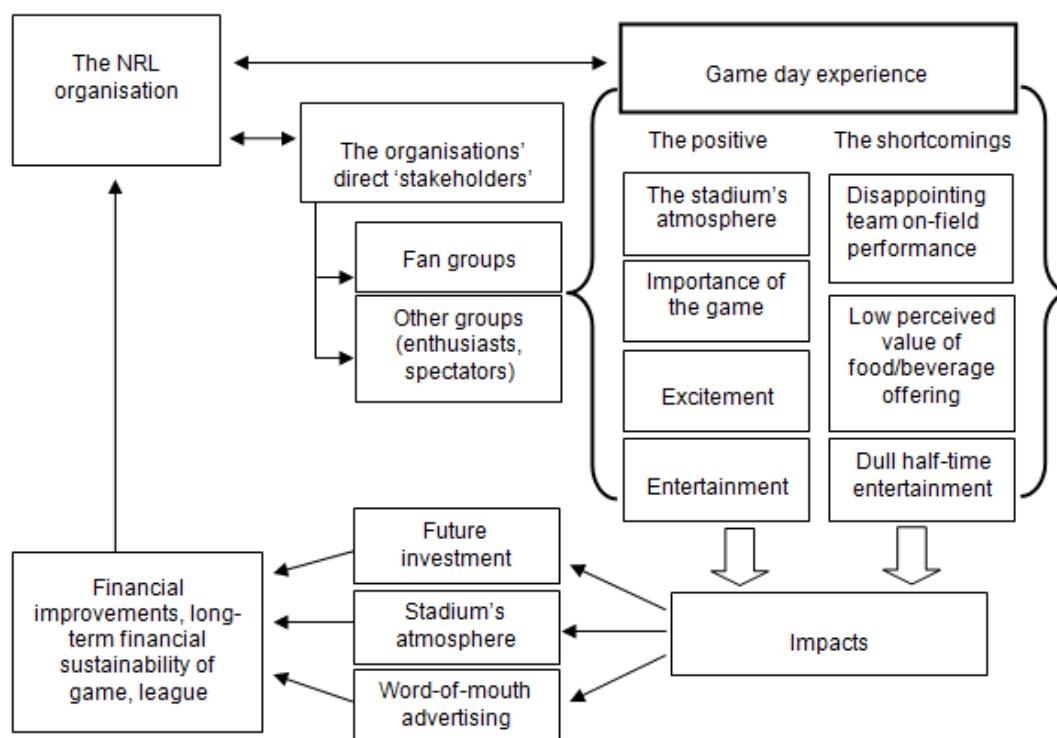 The NRL
organisation
Game day experience
The organisations’
direct ‘stakeholders’
Fan groups
Other groups
(enthusiasts,
spectators)
The positive
The stadium’s
atmosphere
Importance of
the game
Excitement
Entertainment
The shortcomings
Disappointing
team on-field
performance
Low perceived
value of
food/beverage
offering
Dull half-time
entertainment
Impacts
Future
investment
Stadium’s
atmosphere
Word-of-mouth
advertising
Financial
improvements, long-
term financial
sustainability of
game, league